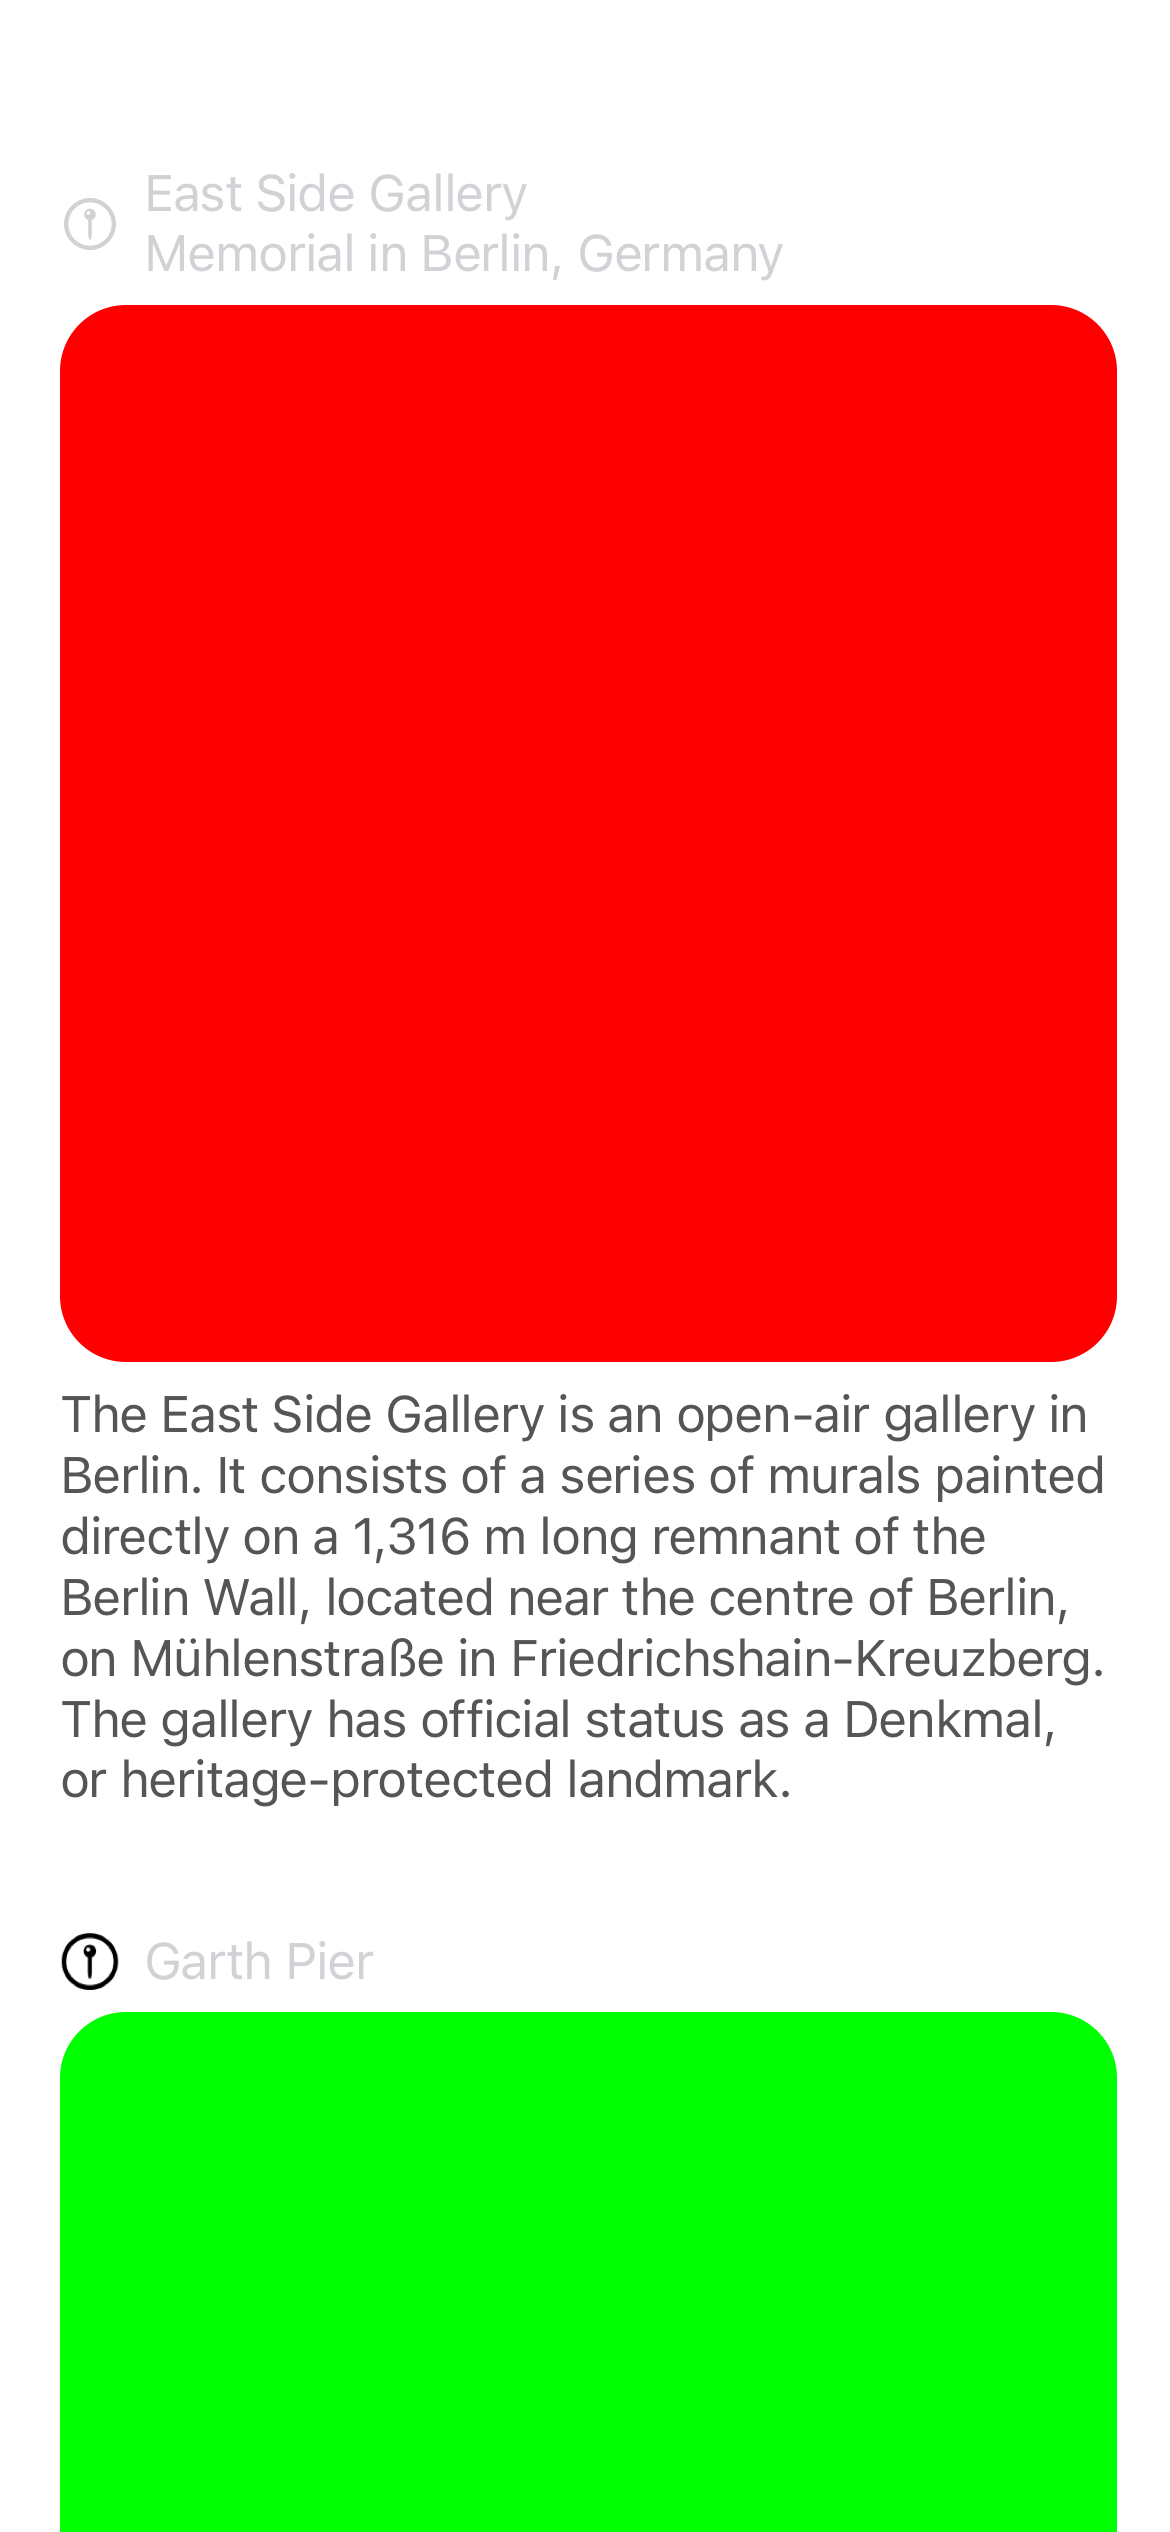 East Side Gallery
Memorial in Berlin, Germany
The East Side Gallery is an open-air gallery in
Berlin. It consists of a series of murals painted
directly on a 1,316 m long remnant of the
Berlin Wall, located near the centre of Berlin,
on Mühlenstraße in Friedrichshain-Kreuzberg.
The gallery has official status as a Denkmal,
or heritage-protected landmark.
Garth Pier